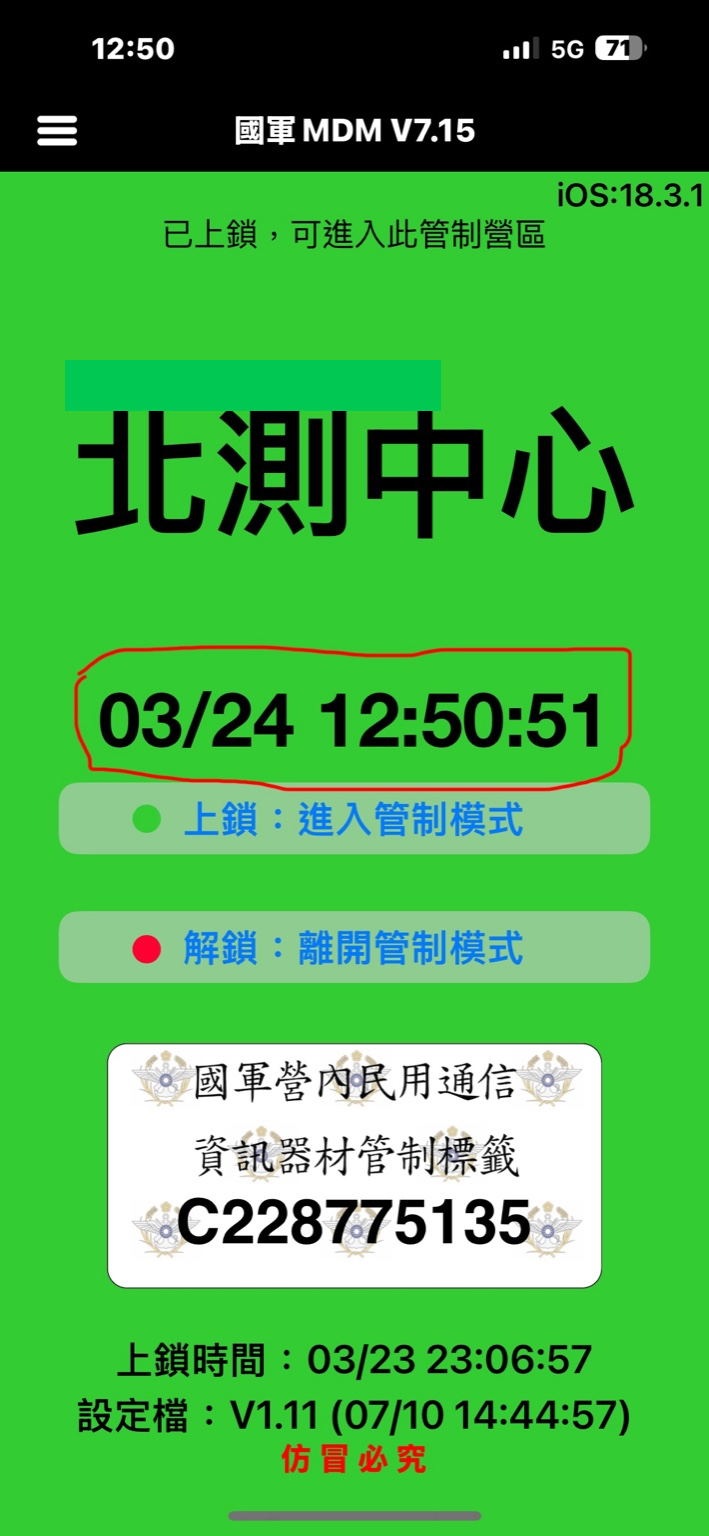 12:50 5G 71
國軍 MDM V7.15
iOS:18.3.1
已上鎖，可進入此管制營區
北測中心
03/24 12:50:51
上鎖：進入管制模式
解鎖：離開管制模式
國軍營內民用通信
資訊器材管制標籤
C228775135
上鎖時間：03/23 23:06:57
設定檔：V1.11 (07/10 14:44:57)
仿冒必究